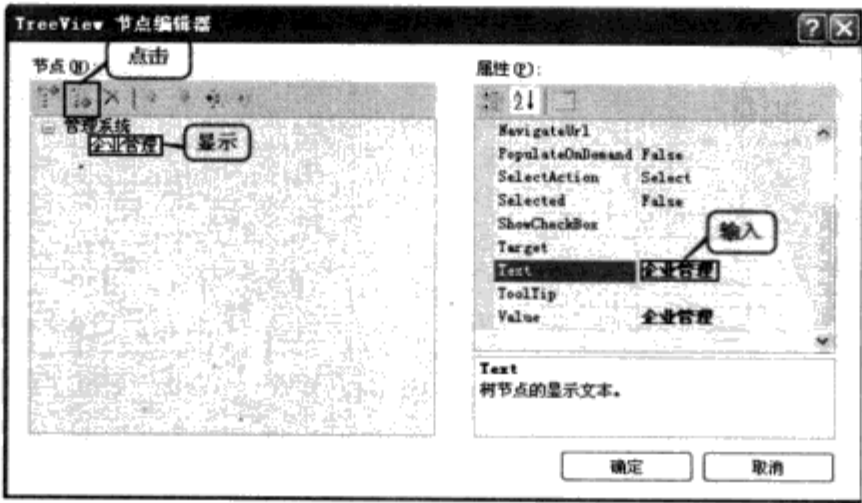 TreeView 节点编辑器
点击
节点(N):
属性(P):
管理系统
企业管理
显示
NavigateUrl
PopulateOnDemand False
SelectAction Select
Selected False
ShowCheckBox
输入
Target
Text 企业管理
ToolTip
Value 企业管理
Text
树节点的显示文本。
确定
取消